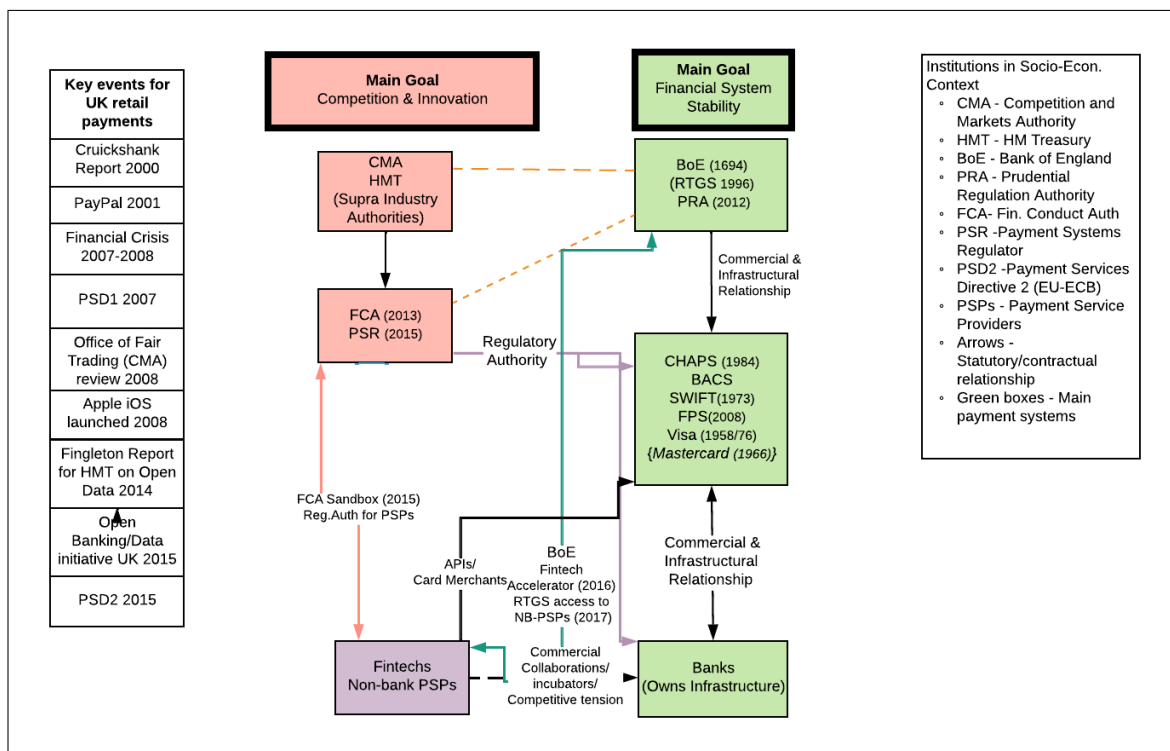 Key events for
UK retail
payments
Cruickshank
Report 2000
PayPal 2001
Financial Crisis
2007-2008
PSD1 2007
Office of Fair
Trading (CMA)
review 2008
Apple iOS
launched 2008
Fingleton Report
for HMT on Open
Data 2014
Open
Banking/Data
initiative UK 2015
PSD2 2015
Main Goal
Competition & Innovation
Main Goal
Financial System
Stability
CMA
HMT
(Supra Industry
Authorities)
BoE (1694)
(RTGS 1996)
PRA (2012)
Commercial &
Infrastructural
Relationship
FCA (2013)
PSR (2015)
Regulatory
Authority
CHAPS (1984)
BACS
SWIFT(1973)
FPS(2008)
Visa (1958/76)
{Mastercard (1966)}
FCA Sandbox (2015)
Reg.Auth for PSPs
APIs/
Card Merchants
BoE
Fintech
Accelerator (2016)
RTGS access to
NB-PSPs (2017)
Commercial &
Infrastructural
Relationship
Fintechs
Non-bank PSPs
Commercial
Collaborations/
incubators/
Competitive tension
Banks
(Owns Infrastructure)
Institutions in Socio-Econ.
Context
◦ CMA - Competition and
Markets Authority
◦ HMT - HM Treasury
◦ BoE - Bank of England
◦ PRA - Prudential
Regulation Authority
◦ FCA- Fin. Conduct Auth
◦ PSR -Payment Systems
Regulator
◦ PSD2 -Payment Services
Directive 2 (EU-ECB)
◦ PSPs - Payment Service
Providers
◦ Arrows -
Statutory/contractual
relationship
◦ Green boxes - Main
payment systems